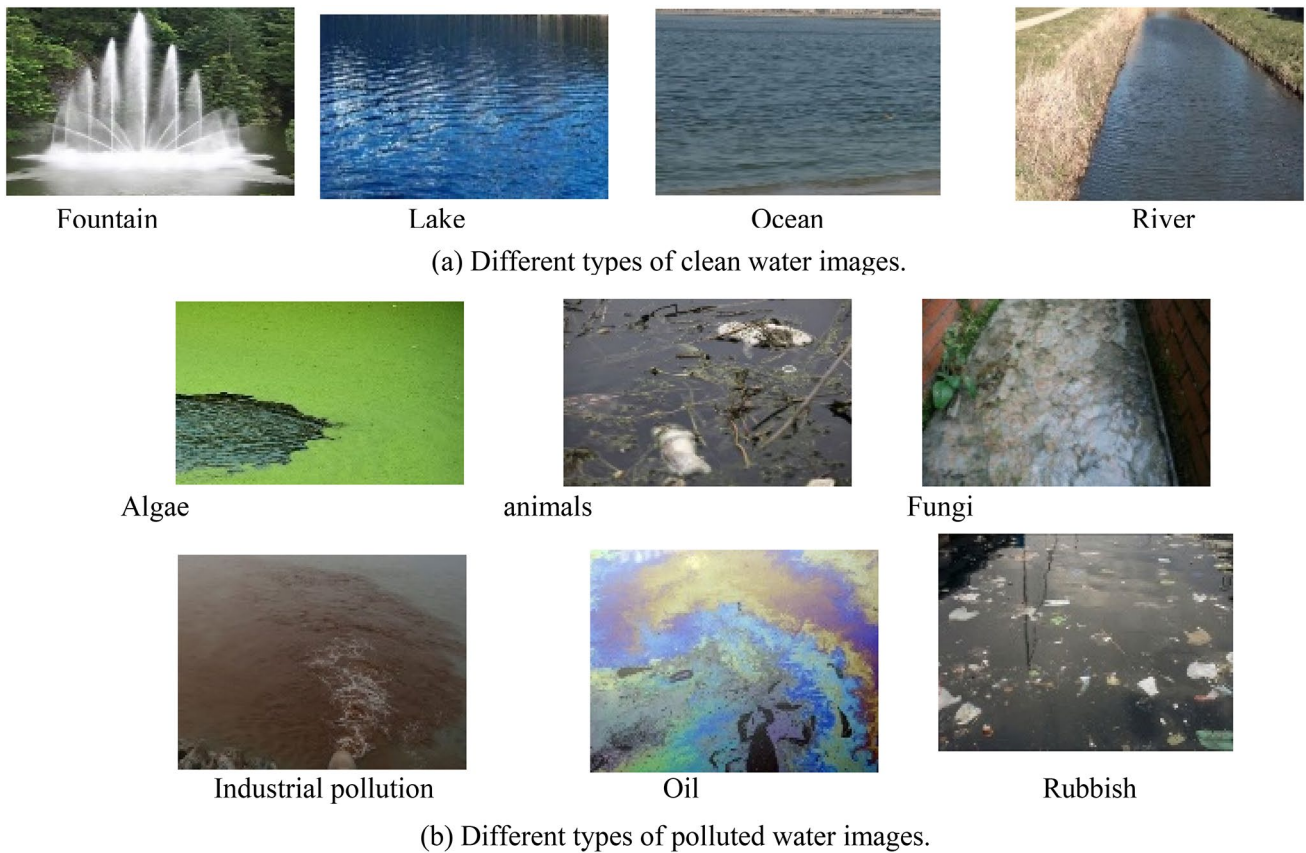 Fountain Lake Ocean River
(a) Different types of clean water images.
Algae animals Fungi
Industrial pollution Oil Rubbish
(b) Different types of polluted water images.